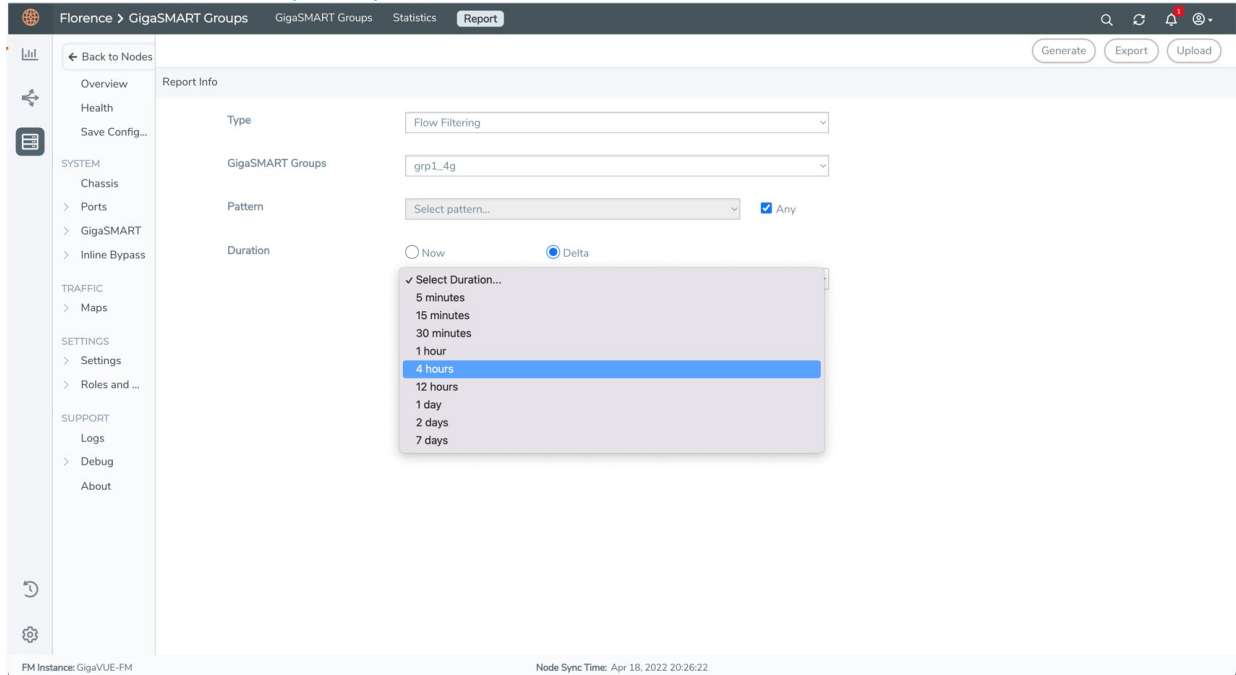 Florence > GigaSMART Groups GigaSMART Groups Statistics Report 1
← Back to Nodes
Generate Export Upload
Overview
Health
Save Config...
SYSTEM
Chassis
> Ports
> GigaSMART
> Inline Bypass
TRAFFIC
> Maps
SETTINGS
> Settings
> Roles and ...
SUPPORT
Logs
> Debug
About
Report Info
Type Flow Filtering
GigaSMART Groups grp1_4g
Pattern Select pattern... Any
Duration Now Delta
✓ Select Duration...
5 minutes
15 minutes
30 minutes
1 hour
4 hours
12 hours
1 day
2 days
7 days
FM Instance: GigaVUE-FM Node Sync Time: Apr 18, 2022 20:26:22